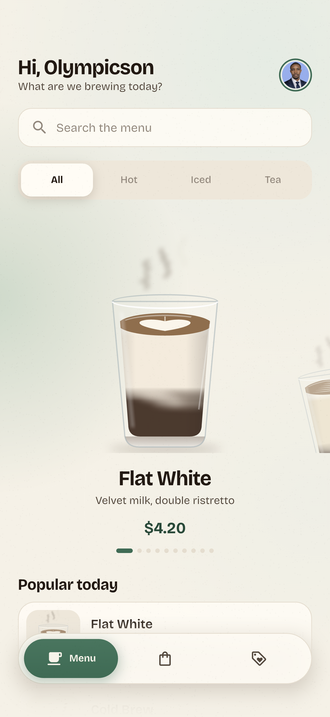 Hi, Olympicson
What are we brewing today?
Search the menu
All
Hot
Iced
Tea
Flat White
Velvet milk, double ristretto
$4.20
Popular today
Flat White
Menu